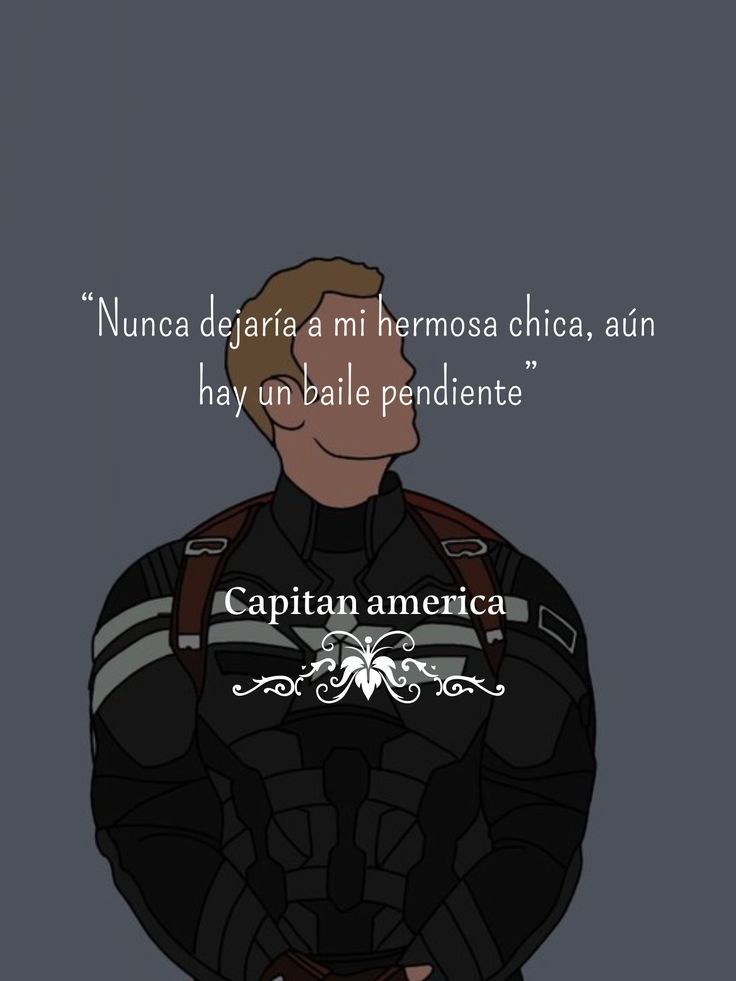 “Nunca dejaría a mi hermosa chica, aún
hay un baile pendiente”
Capitan america